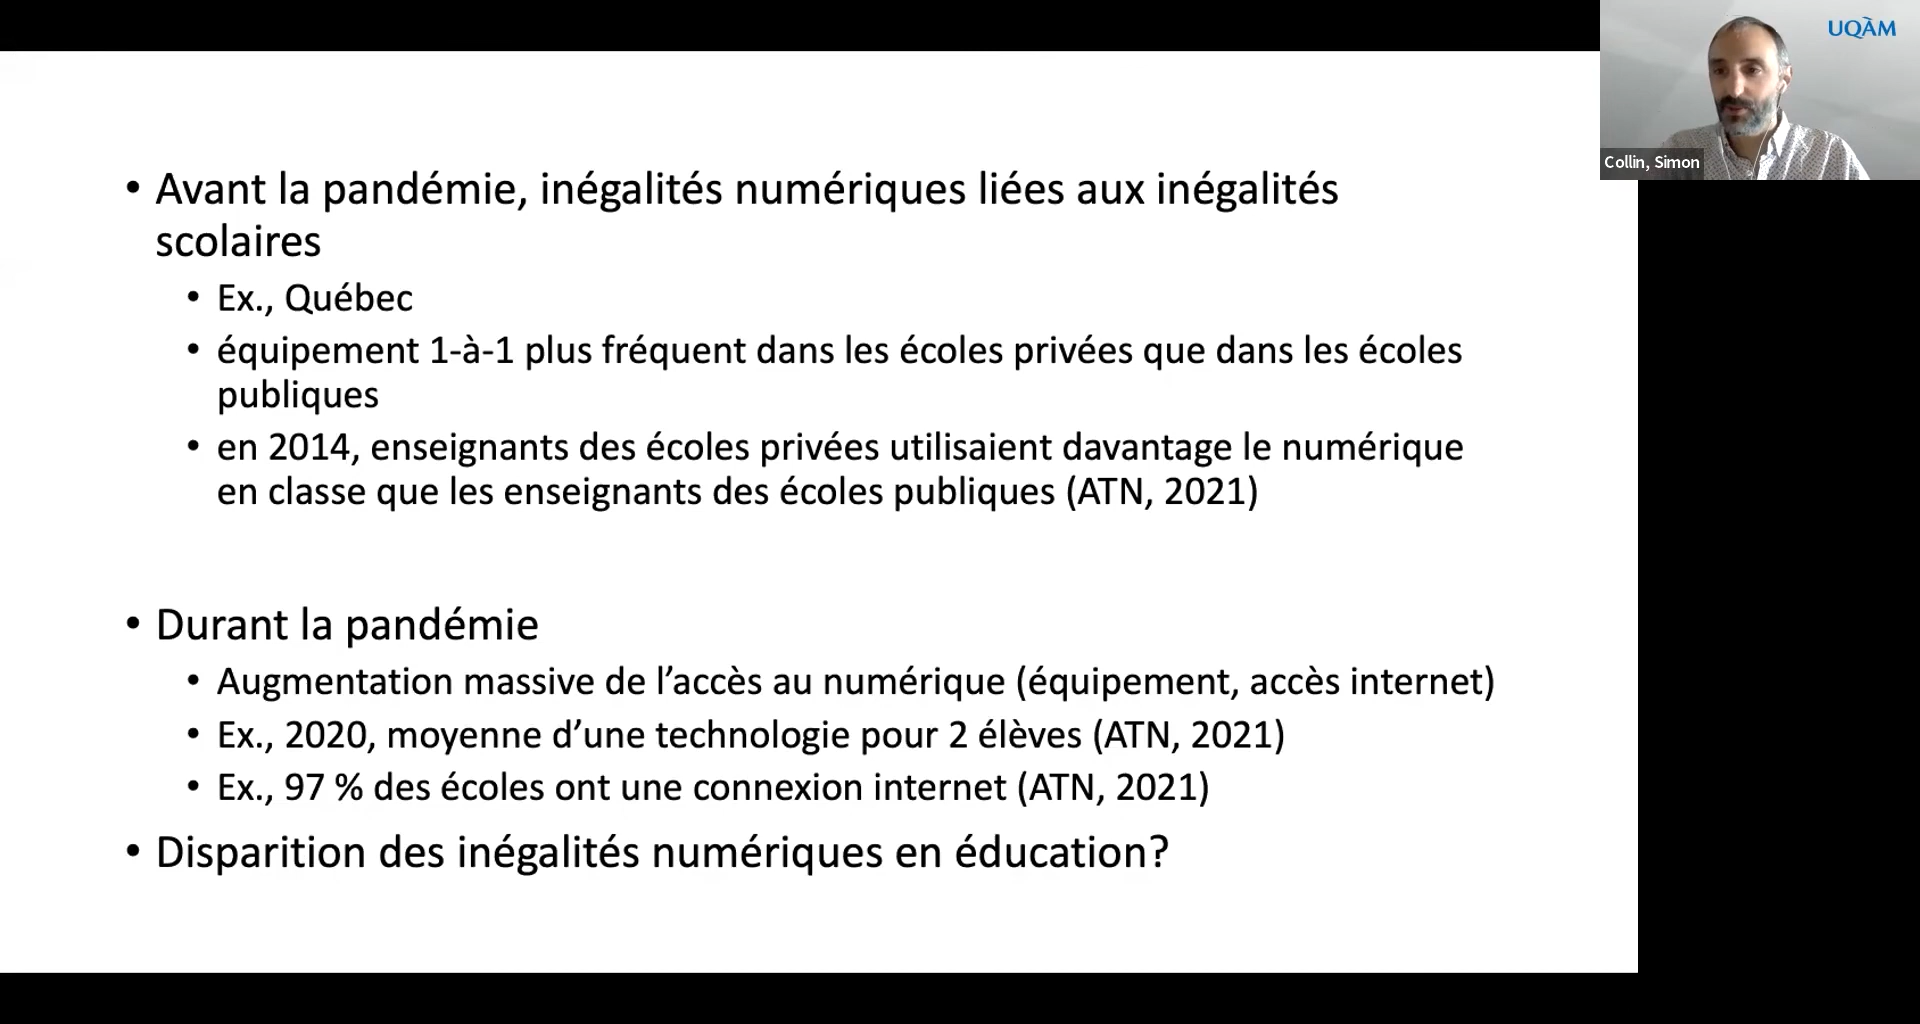 UQÀM
Collin, Simon
• Avant la pandémie, inégalités numériques liées aux inégalités
scolaires
• Ex., Québec
• équipement 1-à-1 plus fréquent dans les écoles privées que dans les écoles
publiques
• en 2014, enseignants des écoles privées utilisaient davantage le numérique
en classe que les enseignants des écoles publiques (ATN, 2021)
• Durant la pandémie
• Augmentation massive de l’accès au numérique (équipement, accès internet)
• Ex., 2020, moyenne d’une technologie pour 2 élèves (ATN, 2021)
• Ex., 97 % des écoles ont une connexion internet (ATN, 2021)
• Disparition des inégalités numériques en éducation?